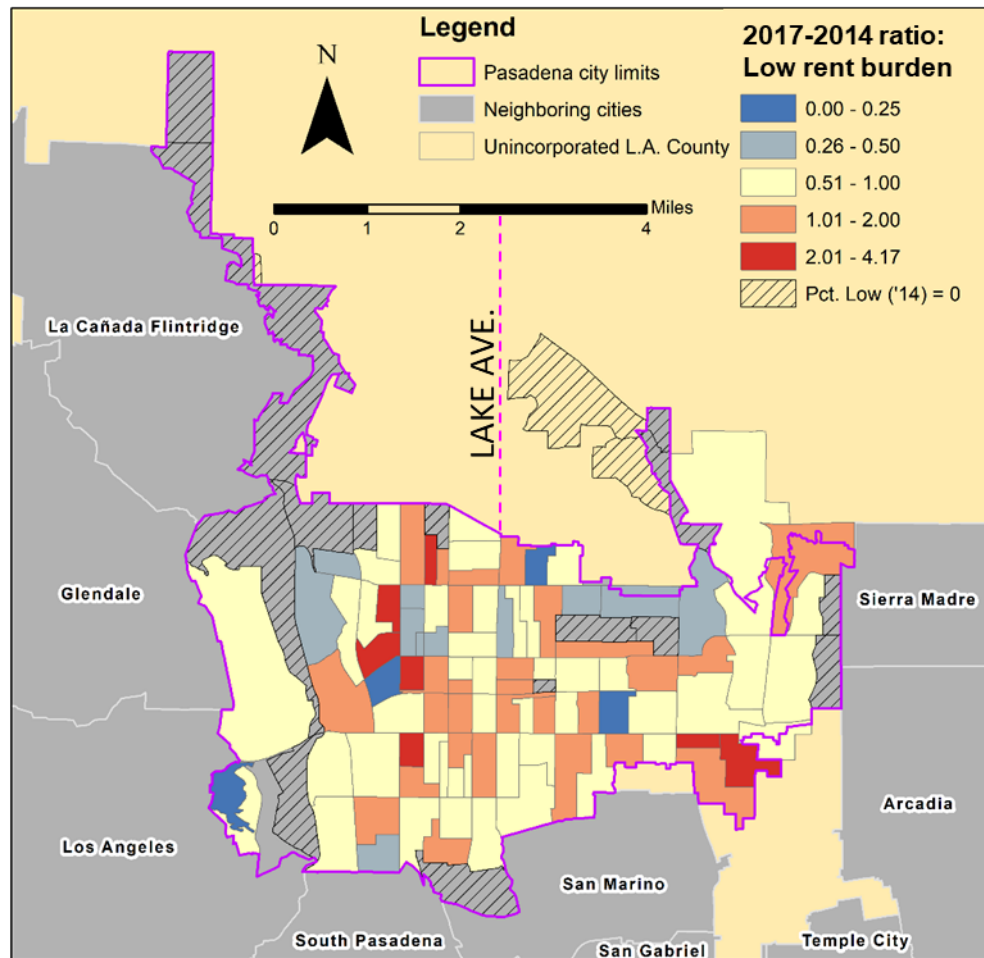 Legend
Pasadena city limits
Neighboring cities
Unincorporated L.A. County
2017-2014 ratio:
Low rent burden
0.00 - 0.25
0.26 - 0.50
0.51 - 1.00
1.01 - 2.00
2.01 - 4.17
Pct. Low ('14) = 0
N
Miles
0
1
2
4
LAKE AVE.
La Cañada Flintridge
Glendale
Sierra Madre
Arcadia
Los Angeles
San Marino
South Pasadena
San Gabriel
Temple City